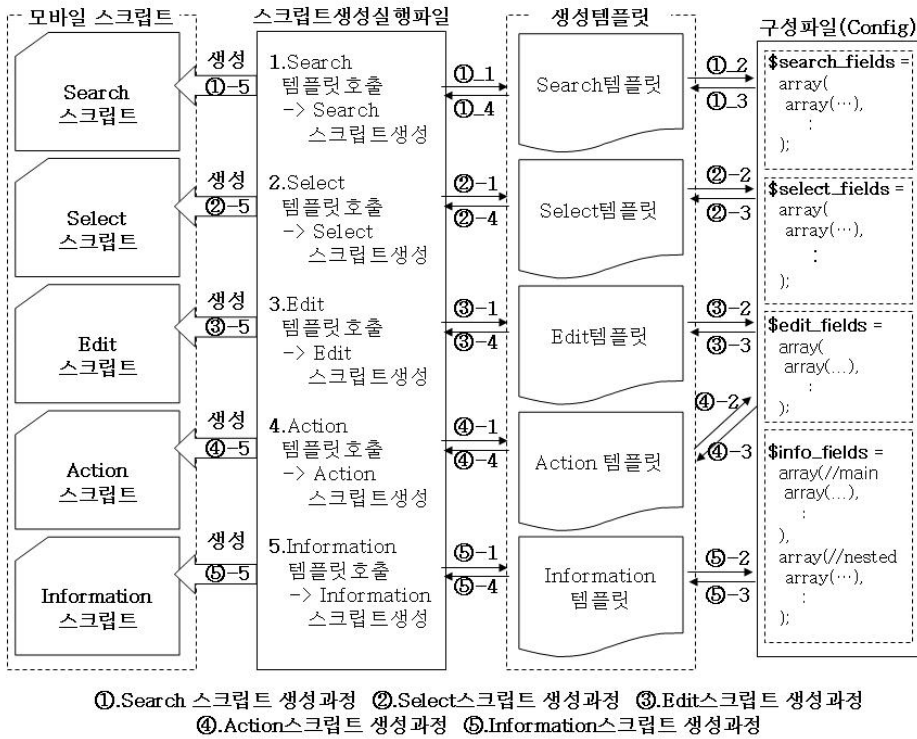 모바일 스크립트
Search
스크립트
Select
스크립트
Edit
스크립트
Action
스크립트
Information
스크립트
생성
①-5
생성
②-5
생성
③-5
생성
④-5
생성
⑤-5
스크립트생성실행파일
1.Search
템플릿호출
-> Search
스크립트생성
2.Select
템플릿호출
-> Select
스크립트생성
3.Edit
템플릿호출
-> Edit
스크립트생성
4.Action
템플릿호출
-> Action
스크립트생성
5.Information
템플릿호출
-> Information
스크립트생성
①_1
①_4
②-1
②-4
③-1
③-4
④-1
④-4
⑤-1
⑤-4
생성템플릿
Search템플릿
Select템플릿
Edit템플릿
Action 템플릿
Information
템플릿
①_2
①_3
②-2
②-3
③-2
③-3
④-2
④-3
⑤-2
⑤-3
구성파일(Config)
$search_fields =
array(
array(…),
:
);
$select_fields =
array(
array(…),
:
);
$edit_fields =
array(
array(...),
:
);
$info_fields =
array(//main
array(...),
:
),
array(//nested
array(…),
:
);
①.Search 스크립트 생성과정 ②.Select스크립트 생성과정 ③.Edit스크립트 생성과정
④.Action스크립트 생성과정 ⑤.Information스크립트 생성과정